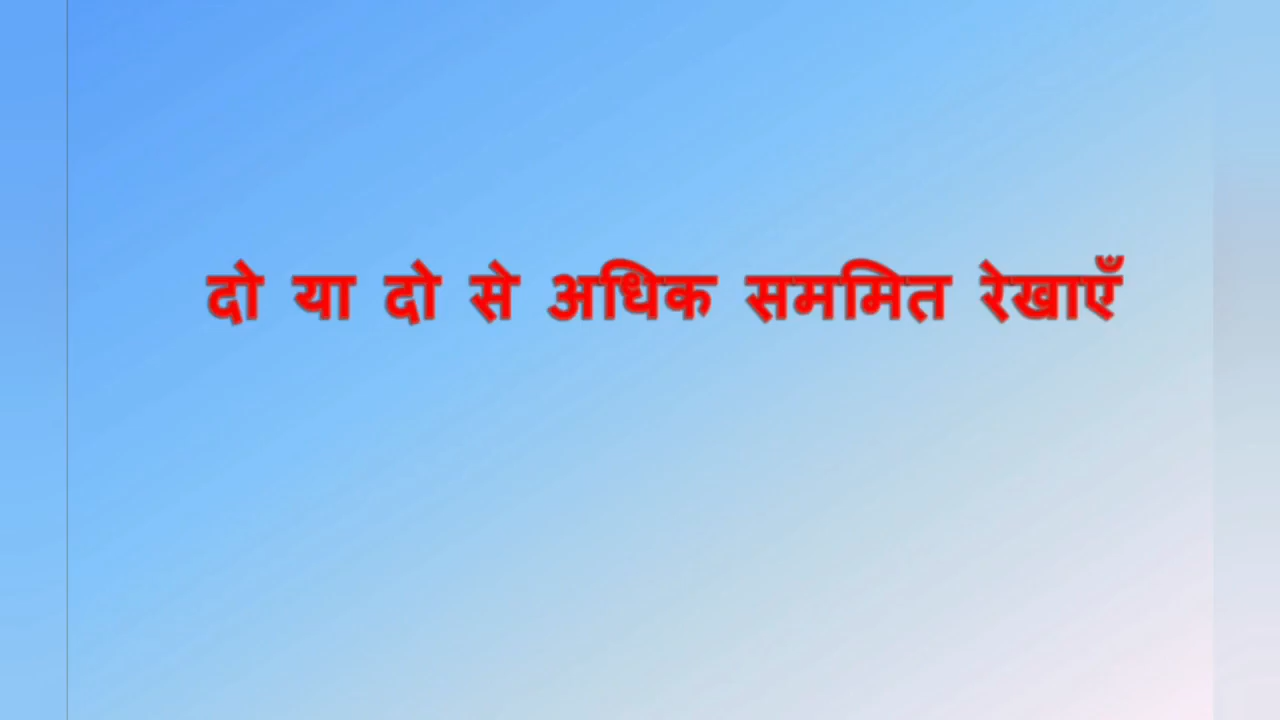 दो या दो से अधिक सममित रेखाएँ